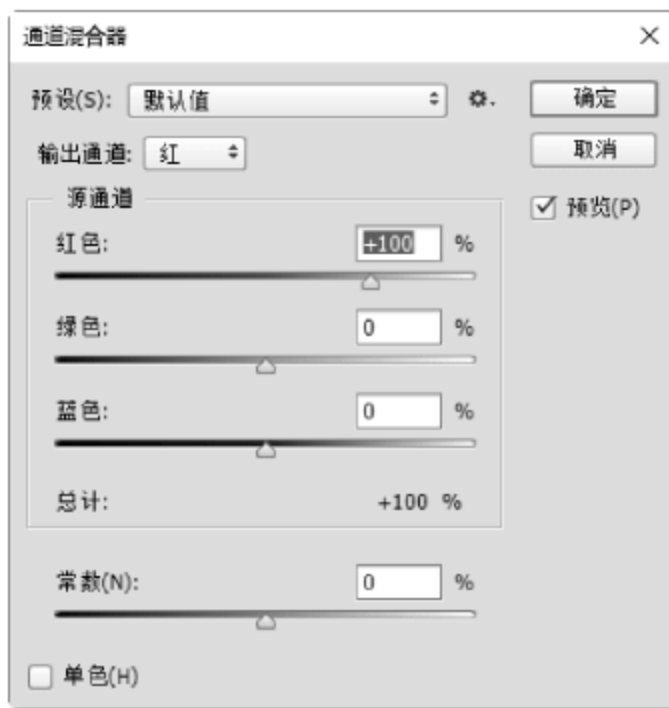 通道混合器
预设(S): 默认值
确定
输出通道: 红
取消
源通道
预览(P)
红色: +100 %
绿色: 0 %
蓝色: 0 %
总计: +100 %
常数(N): 0 %
单色(H)